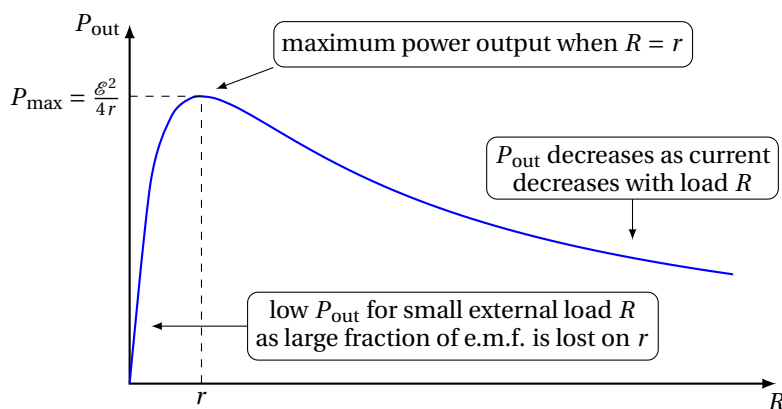 P_out
maximum power output when R = r
P_max = ℰ²/4r
P_out decreases as current
decreases with load R
low P_out for small external load R
as large fraction of e.m.f. is lost on r
r
R